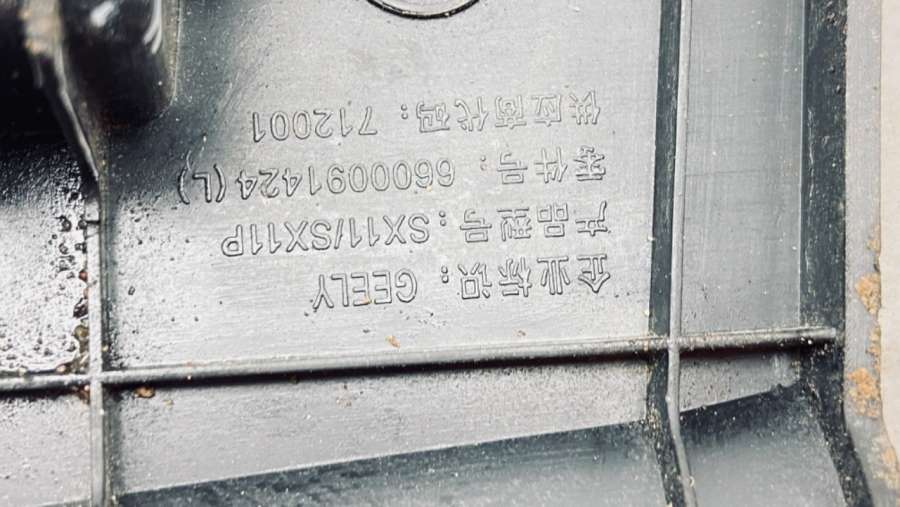 企业标识：GEELY
产品型号：SX11/SX11P
零件号：6600091424 (L)
供应商代码：712001